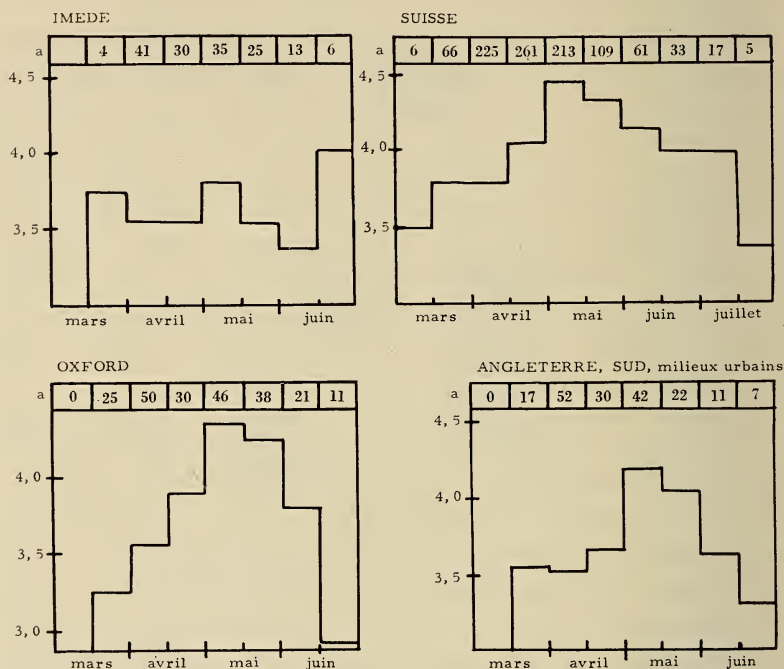 IMEDE
a 4 41 30 35 25 13 6
4,5
4,0
3,5
mars avril mai juin
SUISSE
a 6 66 225 261 213 109 61 33 17 5
4,5
4,0
3,5
mars avril mai juin juillet
OXFORD
a 0 25 50 30 46 38 21 11
4,0
3,5
3,0
mars avril mai juin
ANGLETERRE, SUD, milieux urbains
a 0 17 52 30 42 22 11 7
4,5
4,0
3,5
mars avril mai juin